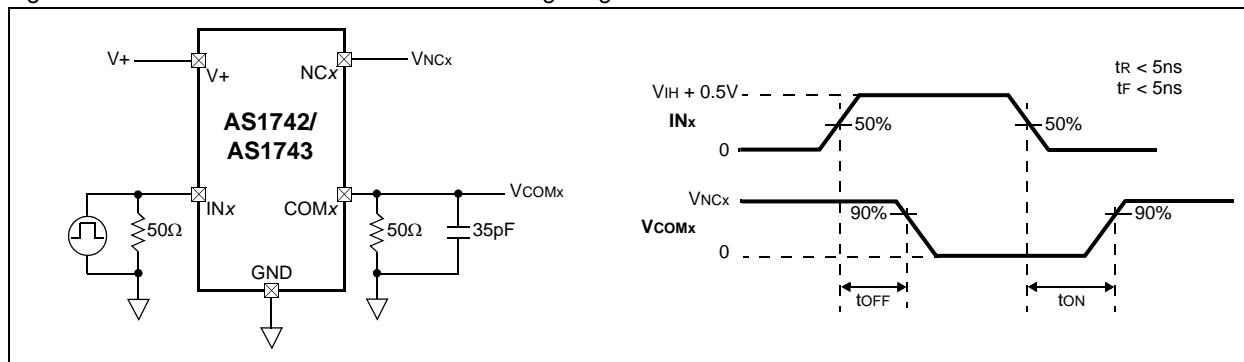 V+
V+
NCx
VNCx
AS1742/
AS1743
INx
COMx
VCOMx
50Ω
50Ω
35pF
GND
tR < 5ns
tF < 5ns
VIH + 0.5V
INx
50%
50%
0
VNCx
90%
90%
VCOMx
0
tOFF
tON